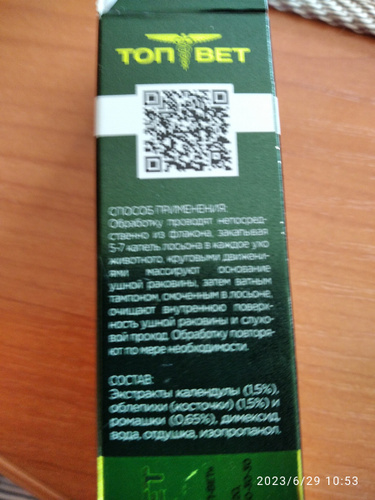 ТОП ВЕТ
СПОСОБ ПРИМЕНЕНИЯ:
Обработку проводят непосред-
ственно из флакона, закапывая
5-7 капель лосьона в каждое ухо
животного, круговыми движени-
ями массируют основание
ушной раковины, затем ватным
тампоном, смоченным в лосьоне,
очищают внутреннюю поверх-
ность ушной раковины и слухо-
вой проход. Обработку повторя-
ют по мере необходимости.
СОСТАВ:
Экстракты календулы (1,5%),
облепихи (косточки) (1,5%) и
ромашки (0,65%), димексид,
вода, отдушка, изопропанол.
2023/6/29 10:53